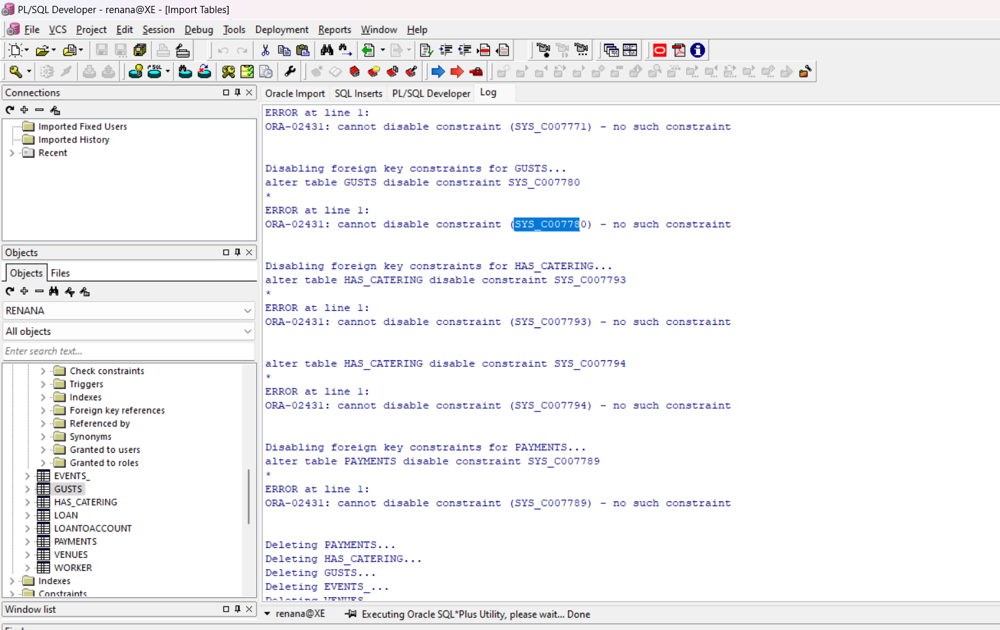 PL/SQL Developer - renana@XE - [Import Tables]
File VCS Project Edit Session Debug Tools Deployment Reports Window Help
Connections
Imported Fixed Users
Imported History
Recent
Objects
Objects Files
RENANA
All objects
Enter search text...
Check constraints
Triggers
Indexes
Foreign key references
Referenced by
Synonyms
Granted to users
Granted to roles
EVENTS_
GUSTS
HAS_CATERING
LOAN
LOANTOACCOUNT
PAYMENTS
VENUES
WORKER
Indexes
Constraints
Window list
Oracle Import SQL Inserts PL/SQL Developer Log
ERROR at line 1:
ORA-02431: cannot disable constraint (SYS_C007771) - no such constraint
Disabling foreign key constraints for GUSTS...
alter table GUSTS disable constraint SYS_C007780
*
ERROR at line 1:
ORA-02431: cannot disable constraint (SYS_C007780) - no such constraint
Disabling foreign key constraints for HAS_CATERING...
alter table HAS_CATERING disable constraint SYS_C007793
*
ERROR at line 1:
ORA-02431: cannot disable constraint (SYS_C007793) - no such constraint
alter table HAS_CATERING disable constraint SYS_C007794
*
ERROR at line 1:
ORA-02431: cannot disable constraint (SYS_C007794) - no such constraint
Disabling foreign key constraints for PAYMENTS...
alter table PAYMENTS disable constraint SYS_C007789
*
ERROR at line 1:
ORA-02431: cannot disable constraint (SYS_C007789) - no such constraint
Deleting PAYMENTS...
Deleting HAS_CATERING...
Deleting GUSTS...
Deleting EVENTS_...
Deleting VENUES
renana@XE Executing Oracle SQL*Plus Utility, please wait... Done